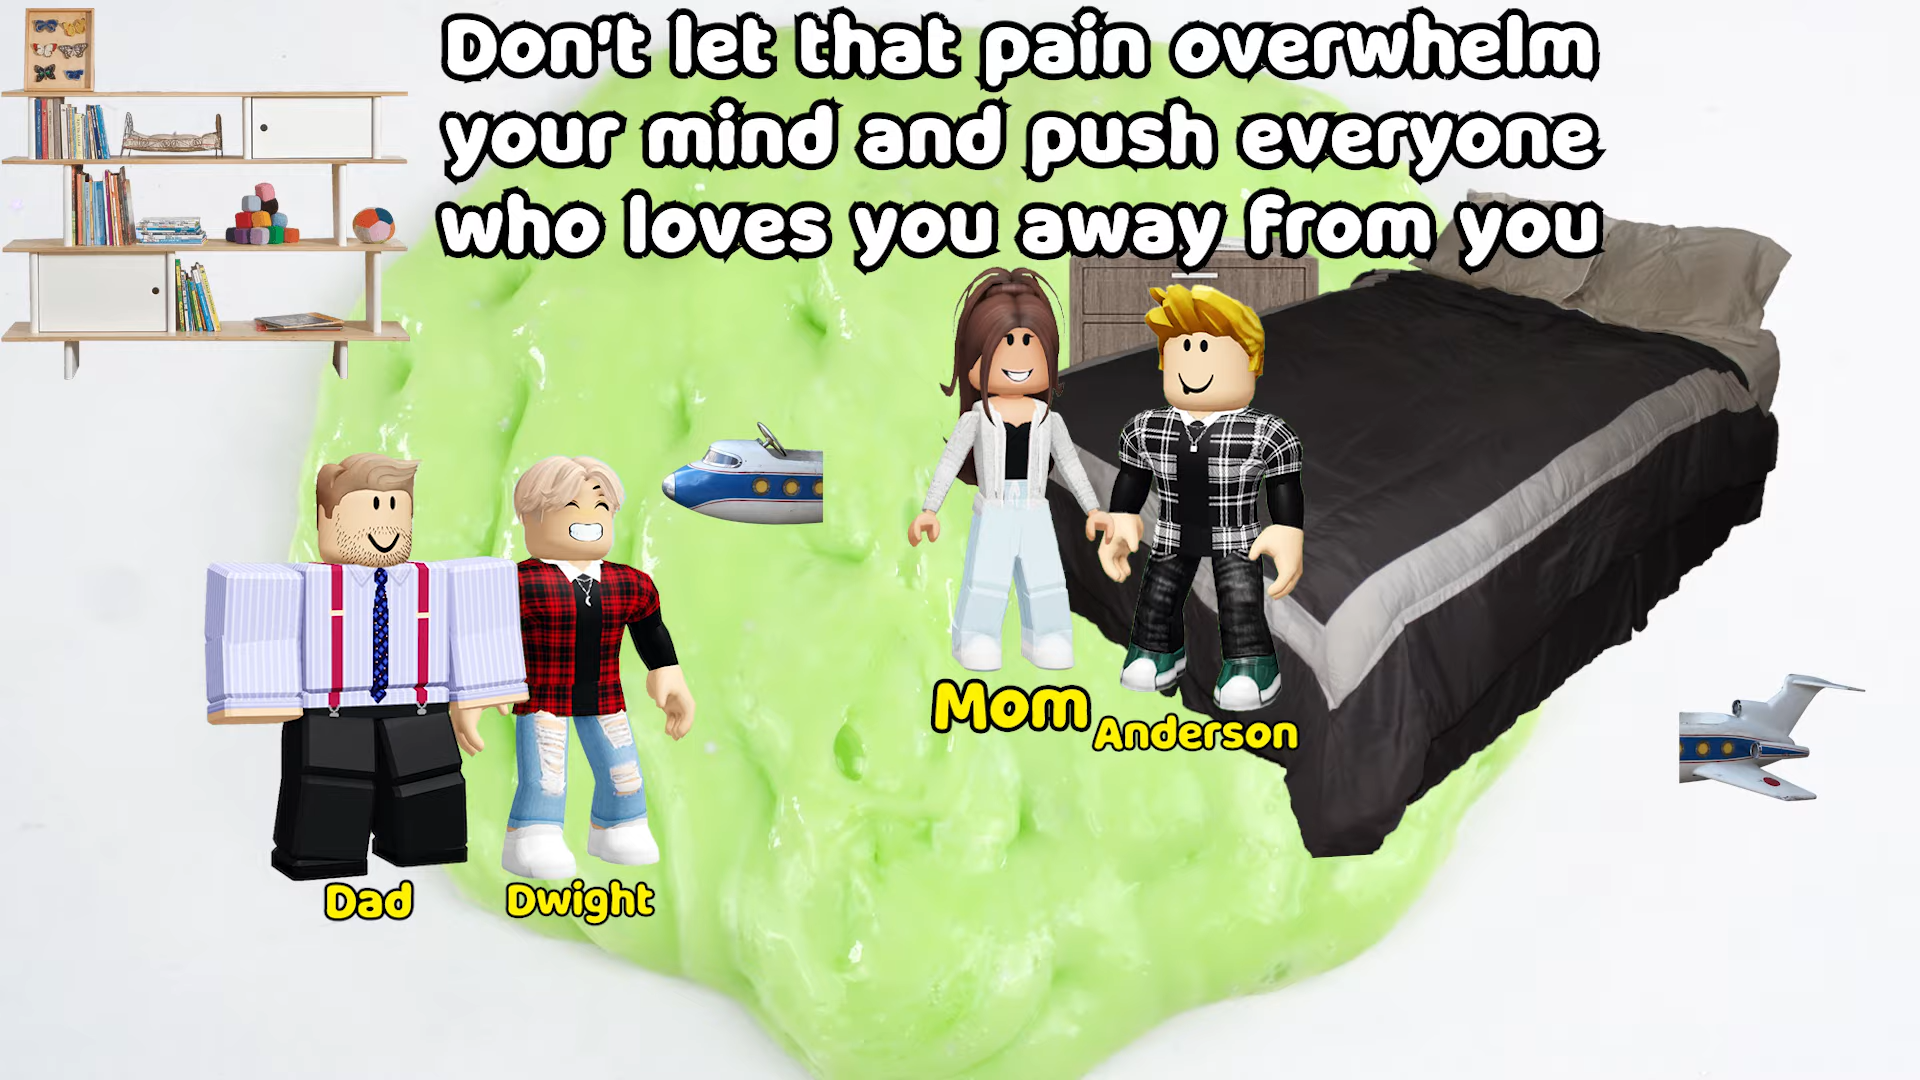 Don't let that pain overwhelm
your mind and push everyone
who loves you away from you
Mom
Anderson
Dad
Dwight